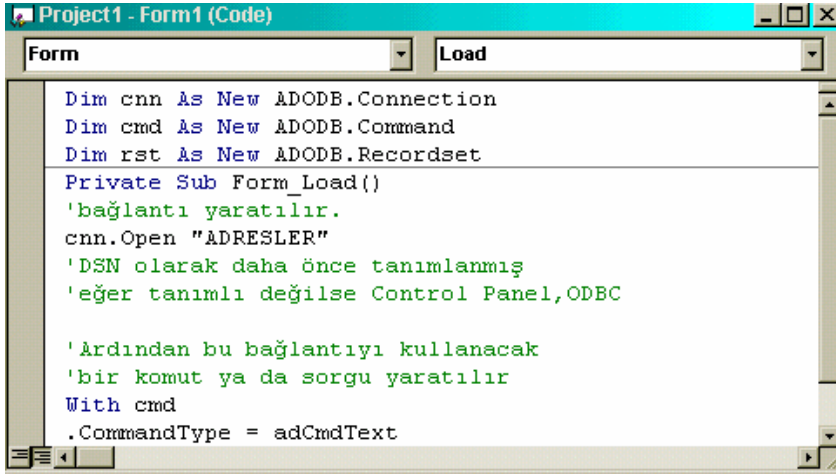 Project1 - Form1 (Code)
Form
Load
Dim cnn As New ADODB.Connection
Dim cmd As New ADODB.Command
Dim rst As New ADODB.Recordset
Private Sub Form_Load()
'bağlantı yaratılır.
cnn.Open "ADRESLER"
'DSN olarak daha önce tanımlanmış
'eğer tanımlı değilse Control Panel,ODBC
'Ardından bu bağlantıyı kullanacak
'bir komut ya da sorgu yaratılır
With cmd
.CommandType = adCmdText